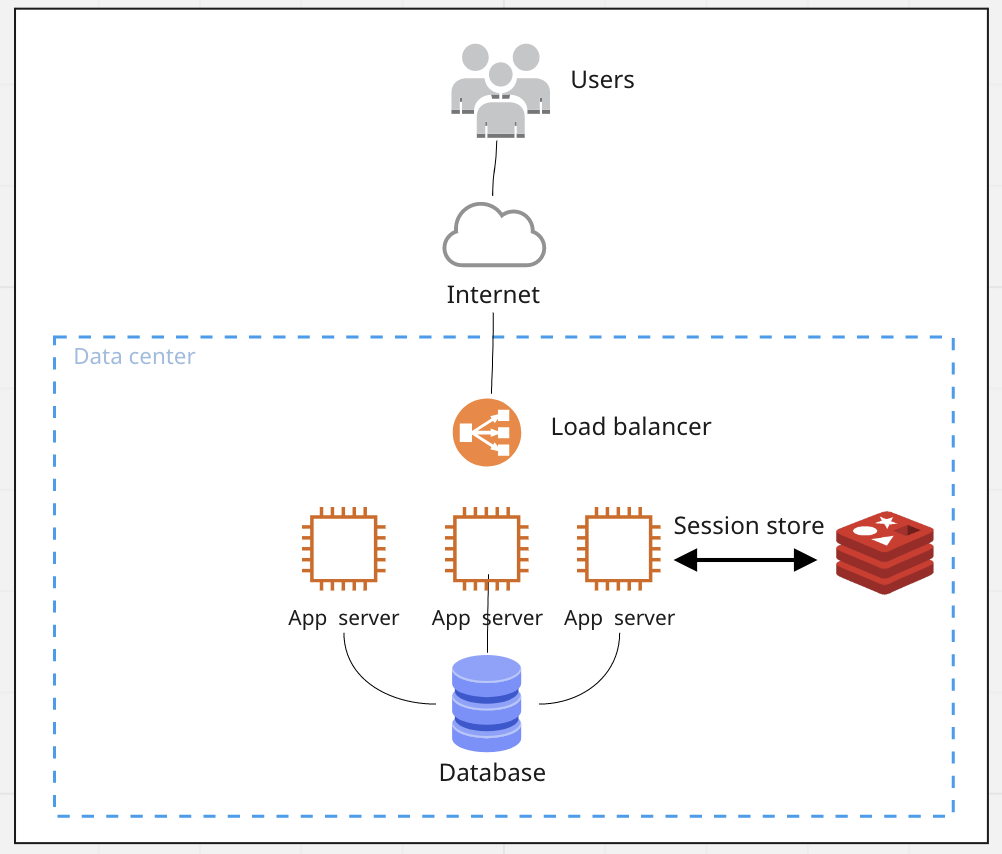 Users
Internet
Data center
Load balancer
Session store
App server
App server
App server
Database